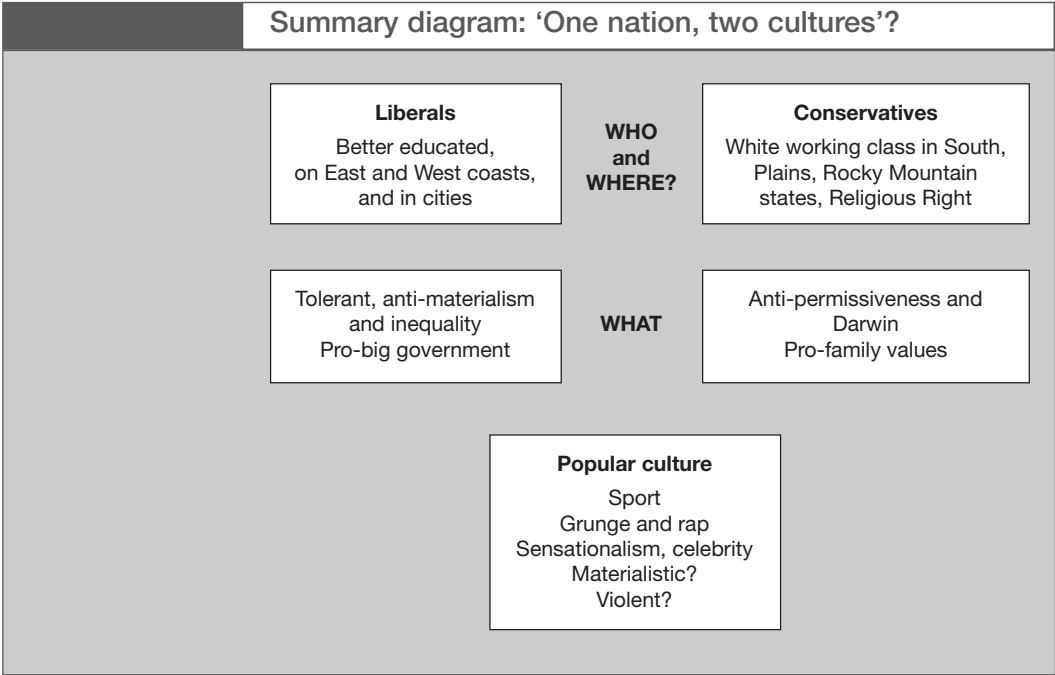 Summary diagram: ‘One nation, two cultures’?
Liberals
Better educated,
on East and West coasts,
and in cities
WHO
and
WHERE?
Conservatives
White working class in South,
Plains, Rocky Mountain
states, Religious Right
Tolerant, anti-materialism
and inequality
Pro-big government
WHAT
Anti-permissiveness and
Darwin
Pro-family values
Popular culture
Sport
Grunge and rap
Sensationalism, celebrity
Materialistic?
Violent?